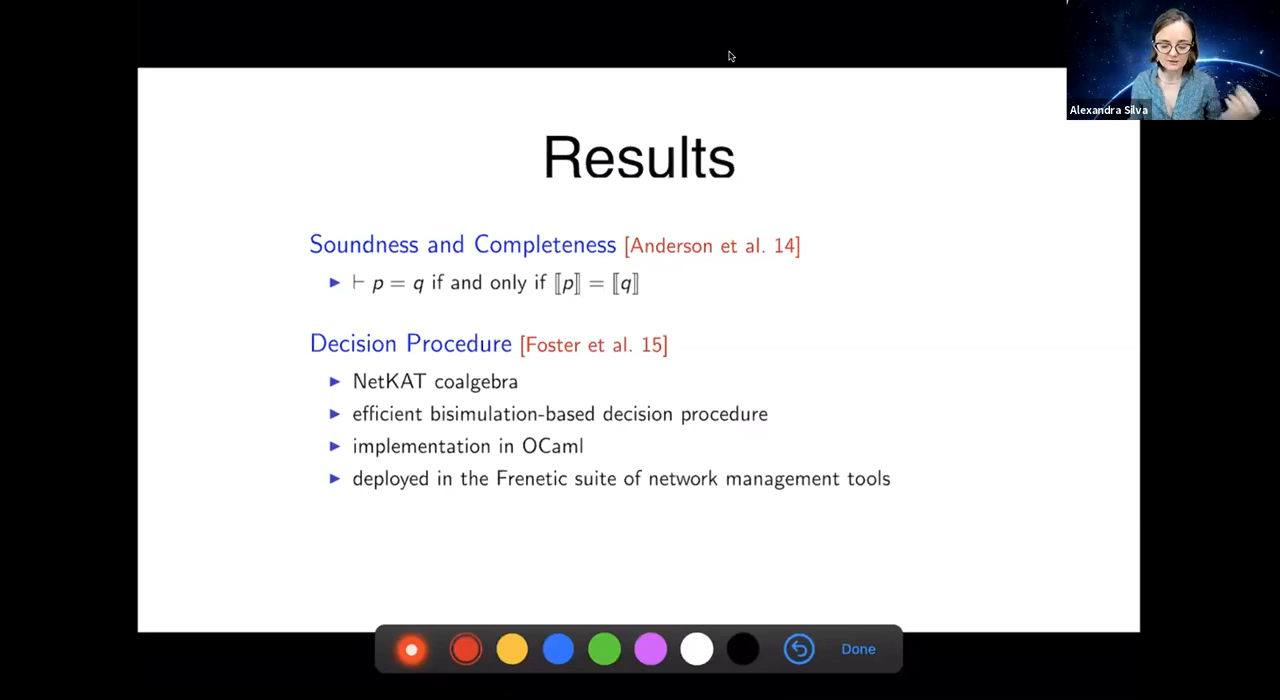 Alexandra Silva
Results
Soundness and Completeness [Anderson et al. 14]
▶ ⊢ p = q if and only if ⟦p⟧ = ⟦q⟧
Decision Procedure [Foster et al. 15]
▶ NetKAT coalgebra
▶ efficient bisimulation-based decision procedure
▶ implementation in OCaml
▶ deployed in the Frenetic suite of network management tools
Done